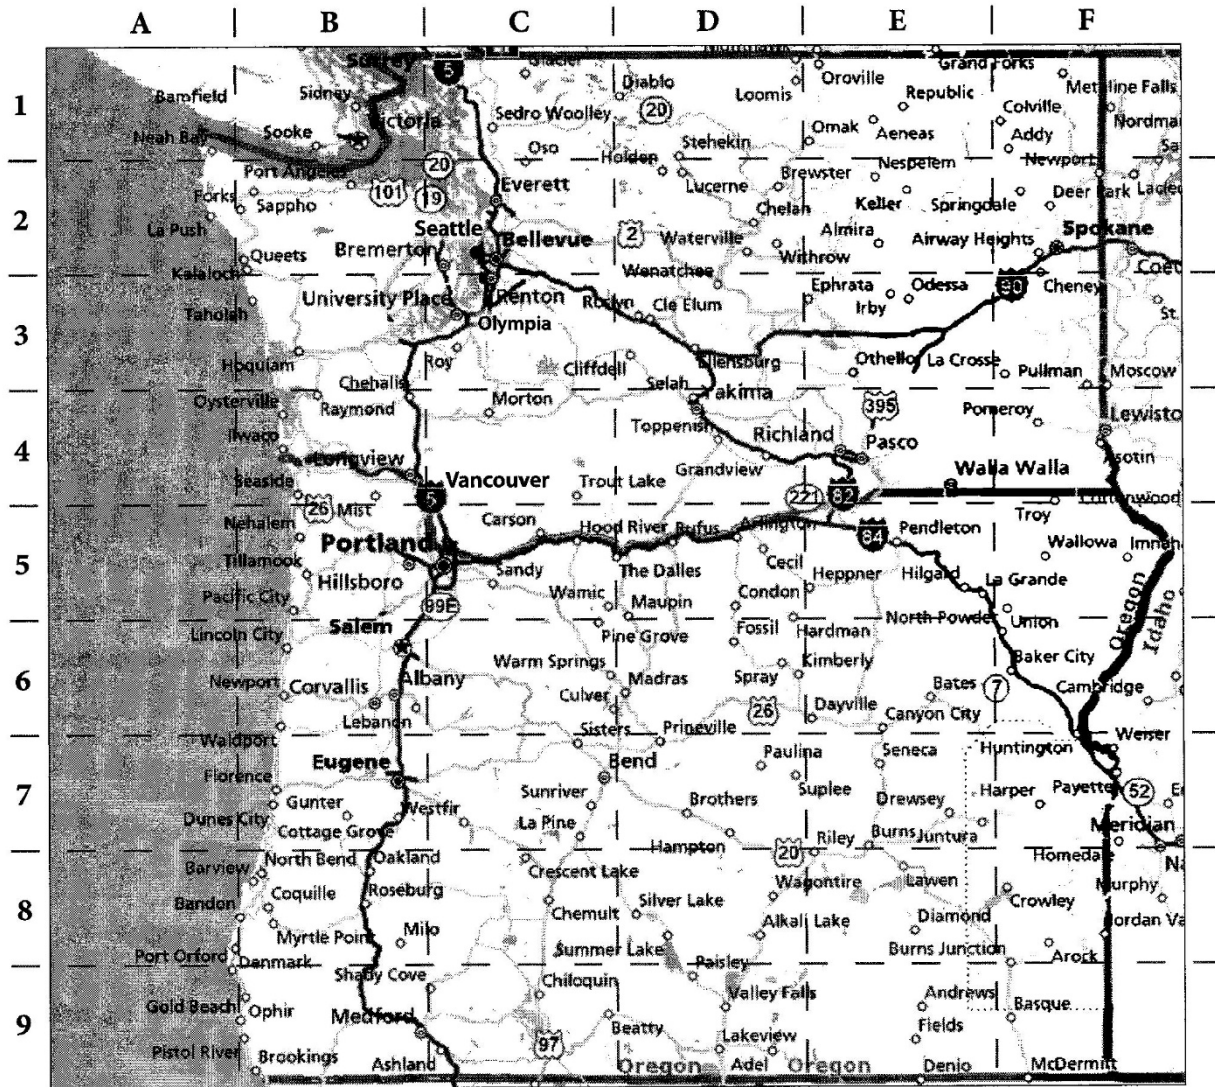 A B C D E F
1
Surrey
5
Glacier
Oroville
Grand Forks
Diablo
Loomis
Metaline Falls
Bamfield
Sidney
Sedro Woolley
20
Republic
Colville
Sooke
Victoria
Omak
Aeneas
Addy
Neah Bay
Oso
Holden
Stehekin
Nespelem
Newport
2
Port Angeles
20
101
19
Everett
Lucerne
Brewster
Deer Park
Forks
Sappho
Keller
Springdale
Chelan
La Push
Seattle
Bellevue
2
Waterville
Almira
Airway Heights
Spokane
Bremerton
Queets
Withrow
Kalaloch
Wenatchee
3
University Place
Renton
Roslyn
Cle Elum
Ephrata
Odessa
90
Cheney
Irby
Taholah
Olympia
Hoquiam
Roy
Cliffdell
Ellensburg
Othello
La Crosse
Pullman
Moscow
Chehalis
Selah
4
Oysterville
Raymond
Morton
Yakima
395
Pomeroy
Ilwaco
Toppenish
Richland
Pasco
Longview
Grandview
Asotin
Seaside
Vancouver
Trout Lake
Walla Walla
5
221
82
26
Mist
Cottonwood
Troy
5
Nehalem
Carson
Hood River
Rufus
Arlington
84
Pendleton
Portland
Tillamook
Hillsboro
Sandy
The Dalles
Cecil
Heppner
Hilgard
Wallowa
La Grande
Pacific City
99E
Wamic
Maupin
Condon
North Powder
Union
Oregon
Idaho
6
Lincoln City
Salem
Pine Grove
Fossil
Hardman
Warm Springs
Kimberly
Baker City
Newport
Corvallis
Albany
Culver
Madras
Spray
Bates
7
Cambridge
Lebanon
26
Dayville
Canyon City
Waldport
Sisters
Prineville
7
Eugene
Bend
Paulina
Seneca
Huntington
Weiser
Florence
Gunter
Westfir
Sunriver
Brothers
Suplee
Drewsey
Harper
Payette
52
Dunes City
Cottage Grove
La Pine
Hampton
20
Riley
Burns
Juntura
Meridian
8
Barview
North Bend
Oakland
Crescent Lake
Wagontire
Lawen
Homedale
Murphy
Bandon
Coquille
Roseburg
Chemult
Silver Lake
Alkali Lake
Diamond
Crowley
Myrtle Point
Milo
Summer Lake
Burns Junction
Arock
Port Orford
Denmark
Shady Cove
Chiloquin
Paisley
9
Gold Beach
Ophir
Medford
Valley Falls
Andrews
Basque
Pistol River
97
Beatty
Lakeview
Fields
Brookings
Ashland
Oregon
Adel
Oregon
Denio
McDermitt